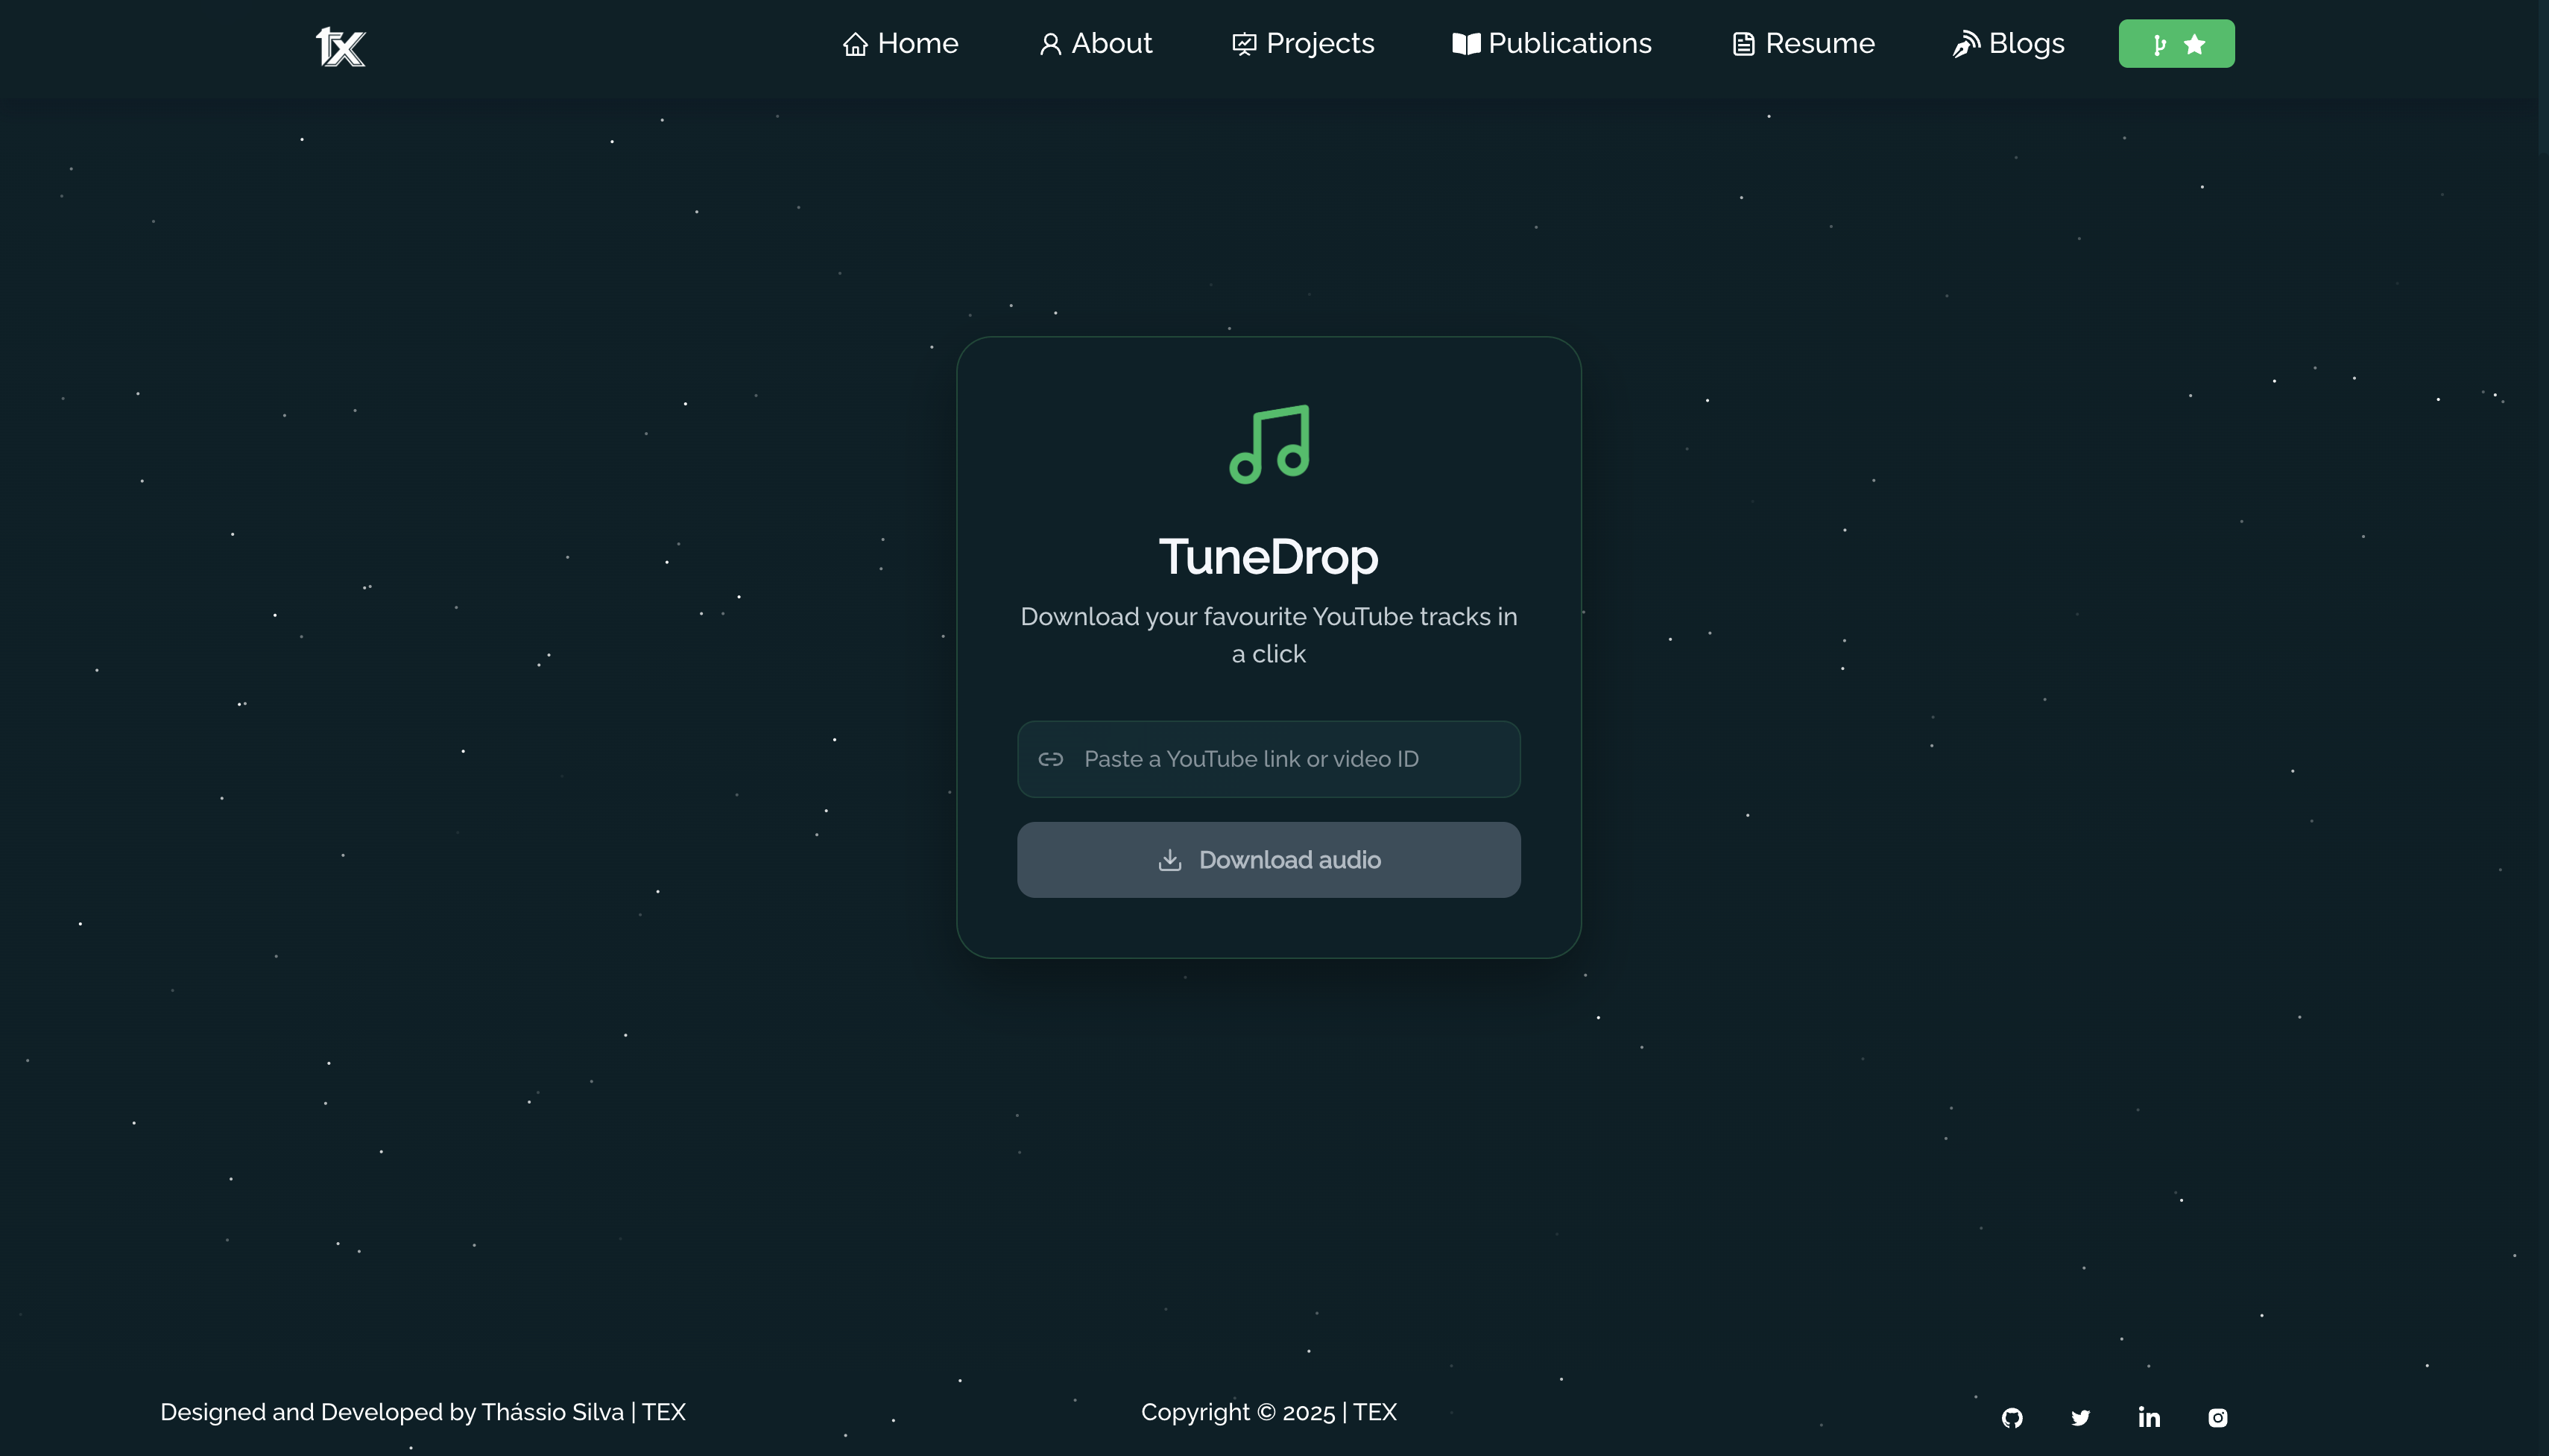 TX
Home
About
Projects
Publications
Resume
Blogs
TuneDrop
Download your favourite YouTube tracks in
a click
Paste a YouTube link or video ID
Download audio
Designed and Developed by Thássio Silva | TEX
Copyright © 2025 | TEX
in